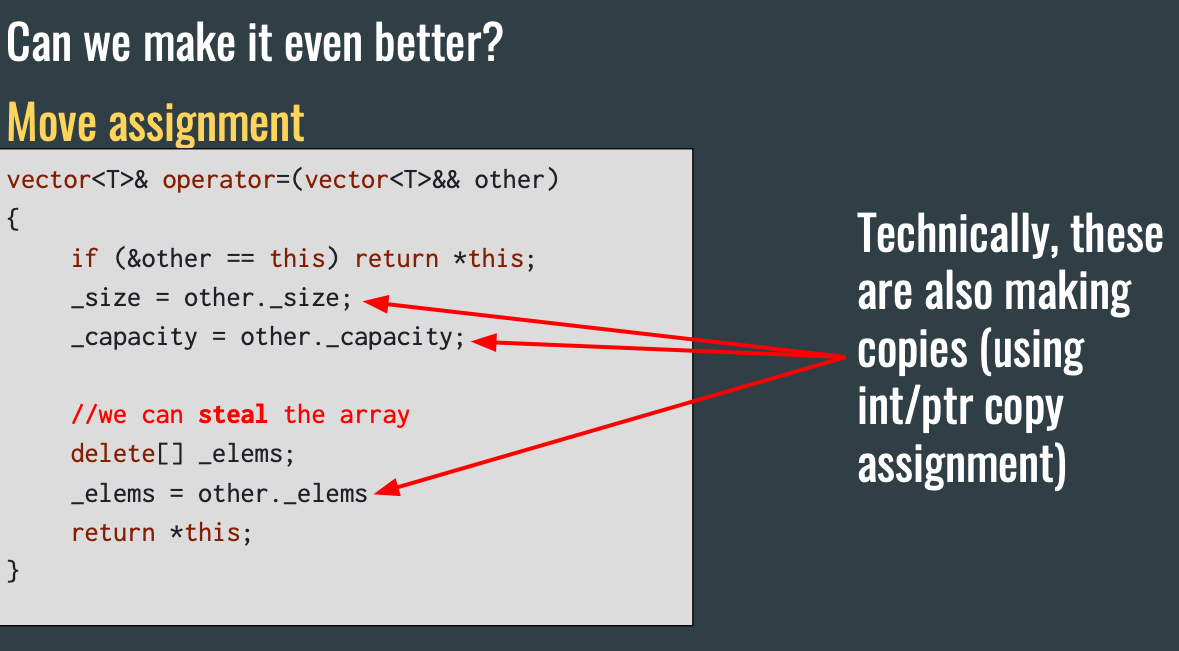 Can we make it even better?
Move assignment
vector<T>& operator=(vector<T>&& other)
{
if (&other == this) return *this;
_size = other._size;
_capacity = other._capacity;
//we can steal the array
delete[] _elems;
_elems = other._elems
return *this;
}
Technically, these
are also making
copies (using
int/ptr copy
assignment)